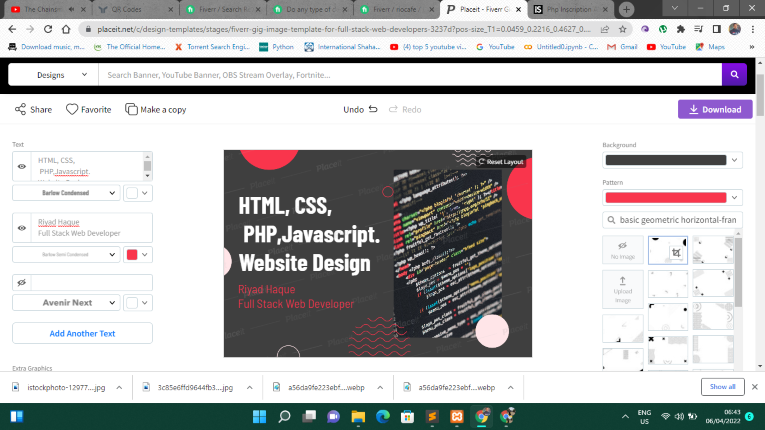 The Chainsm
QR Codes
Fiverr / Search Re
Do any type of d
Fiverr / riocafe / m
Placeit - Fiverr G
Php Inscription
placeit.net/c/design-templates/stages/fiverr-gig-image-template-for-full-stack-web-developers-3237d?pos-size_T1=0.0459_0.2216_0.4627_0...
Download music, m...
The Official Home...
Torrent Search Engi...
Python
International Shaha...
(4) top 5 youtube vi...
YouTube
Untitled0.ipynb - C...
Gmail
YouTube
Maps
»
Designs
Search Banner, YouTube Banner, OBS Stream Overlay, Fortnite...
Share
Favorite
Make a copy
Undo
Redo
Download
Text
HTML, CSS,
PHP,Javascript.
Barlow Condensed
Riyad Haque
Full Stack Web Developer
Barlow Semi Condensed
Avenir Next
Add Another Text
Extra Graphics
Reset Layout
HTML, CSS,
PHP,Javascript.
Website Design
Riyad Haque
Full Stack Web Developer
Background
Pattern
basic geometric horizontal-fran
No Image
Upload
Image
istockphoto-12977....jpg
3c85e6ffd9644fb3....jpg
a56da9fe223ebf....webp
a56da9fe223ebf....webp
Show all
ENG
US
06:43
06/04/2022
6